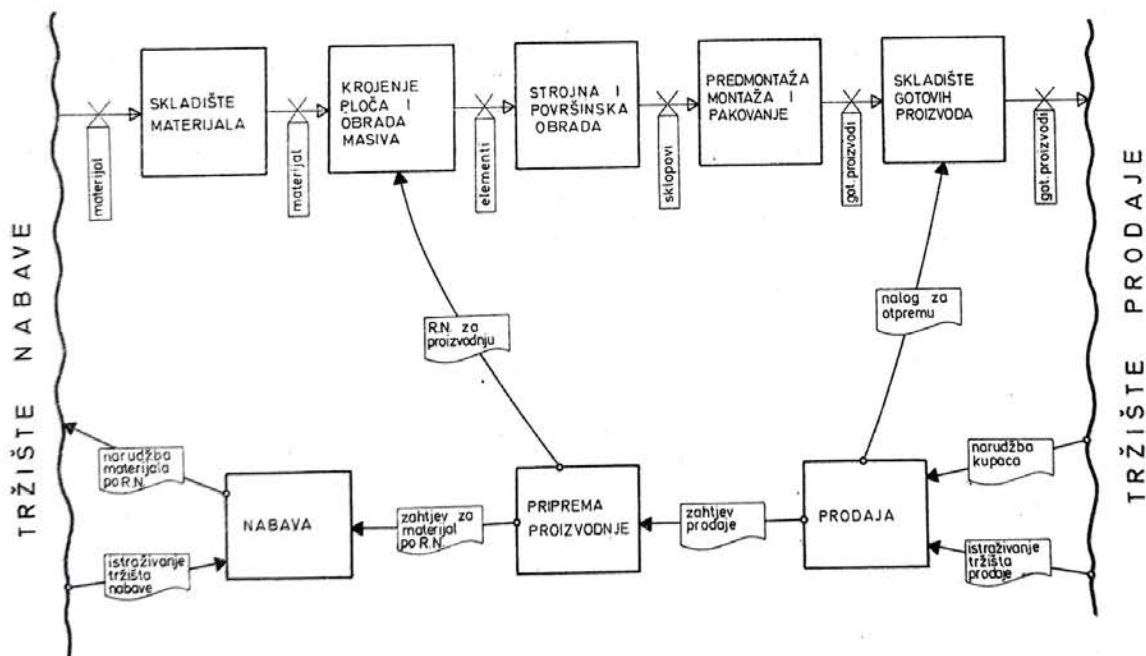 SKLADIŠTE
MATERIJALA
KROJENJE
PLOČA I
OBRADA
MASIVA
STROJNA I
POVRŠINSKA
OBRADA
PREDMONTAŽA
MONTAŽA I
PAKOVANJE
SKLADIŠTE
GOTOVIH
PROIZVODA
materijal
materijal
elementi
sklopovi
got. proizvodi
got. proizvodi
TRŽIŠTE NABAVE
TRŽIŠTE PRODAJE
R.N. za
proizvodnju
nalog za
otpremu
narudžba
materijala
po R.N.
NABAVA
zahtjev za
materijal
po R.N.
PRIPREMA
PROIZVODNJE
zahtjev
prodaje
PRODAJA
narudžba
kupaca
istraživanje
tržišta
nabave
istraživanje
tržišta
prodaje